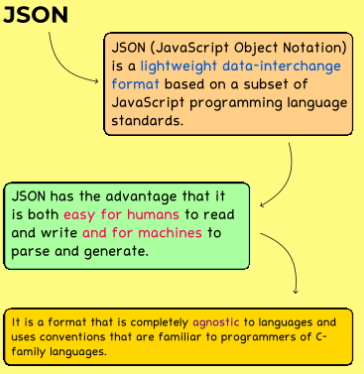 JSON
JSON (JavaScript Object Notation)
is a lightweight data-interchange
format based on a subset of
JavaScript programming language
standards.
JSON has the advantage that it
is both easy for humans to read
and write and for machines to
parse and generate.
It is a format that is completely agnostic to languages and
uses conventions that are familiar to programmers of C-
family languages.